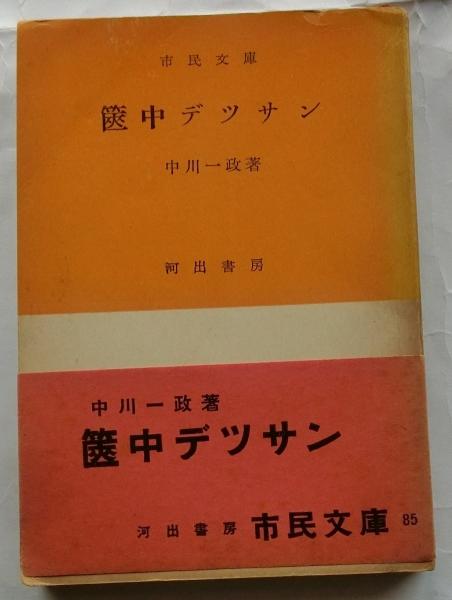 市民文庫
篋中デツサン
中川一政著
河出書房
中川一政著
篋中デツサン
河出書房 市民文庫 85